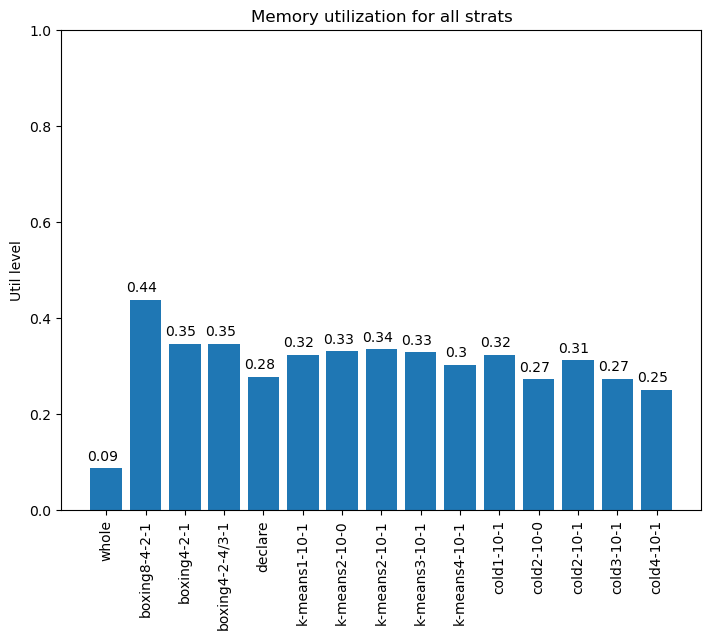 Memory utilization for all strats
1.0
0.8
0.6
0.4
0.2
0.0
Util level
0.09
0.44
0.35
0.35
0.28
0.32
0.33
0.34
0.33
0.3
0.32
0.27
0.31
0.27
0.25
whole
boxing8-4-2-1
boxing4-2-1
boxing4-2-4/3-1
declare
k-means1-10-1
k-means2-10-0
k-means2-10-1
k-means3-10-1
k-means4-10-1
cold1-10-1
cold2-10-0
cold2-10-1
cold3-10-1
cold4-10-1